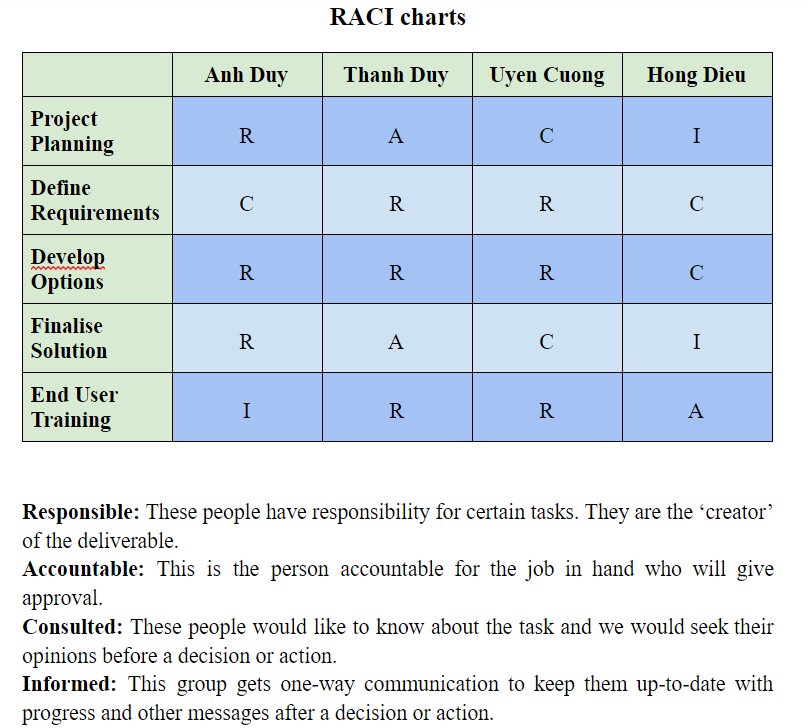 RACI charts
Anh Duy Thanh Duy Uyen Cuong Hong Dieu
Project
Planning
R A C I
Define
Requirements
C R R C
Develop
Options
R R R C
Finalise
Solution
R A C I
End User
Training
I R R A
Responsible: These people have responsibility for certain tasks. They are the ‘creator’
of the deliverable.
Accountable: This is the person accountable for the job in hand who will give
approval.
Consulted: These people would like to know about the task and we would seek their
opinions before a decision or action.
Informed: This group gets one-way communication to keep them up-to-date with
progress and other messages after a decision or action.